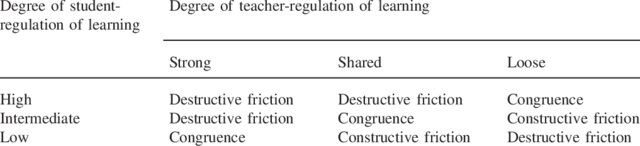 Degree of student- Degree of teacher-regulation of learning
regulation of learning
Strong Shared Loose
High Destructive friction Destructive friction Congruence
Intermediate Destructive friction Congruence Constructive friction
Low Congruence Constructive friction Destructive friction